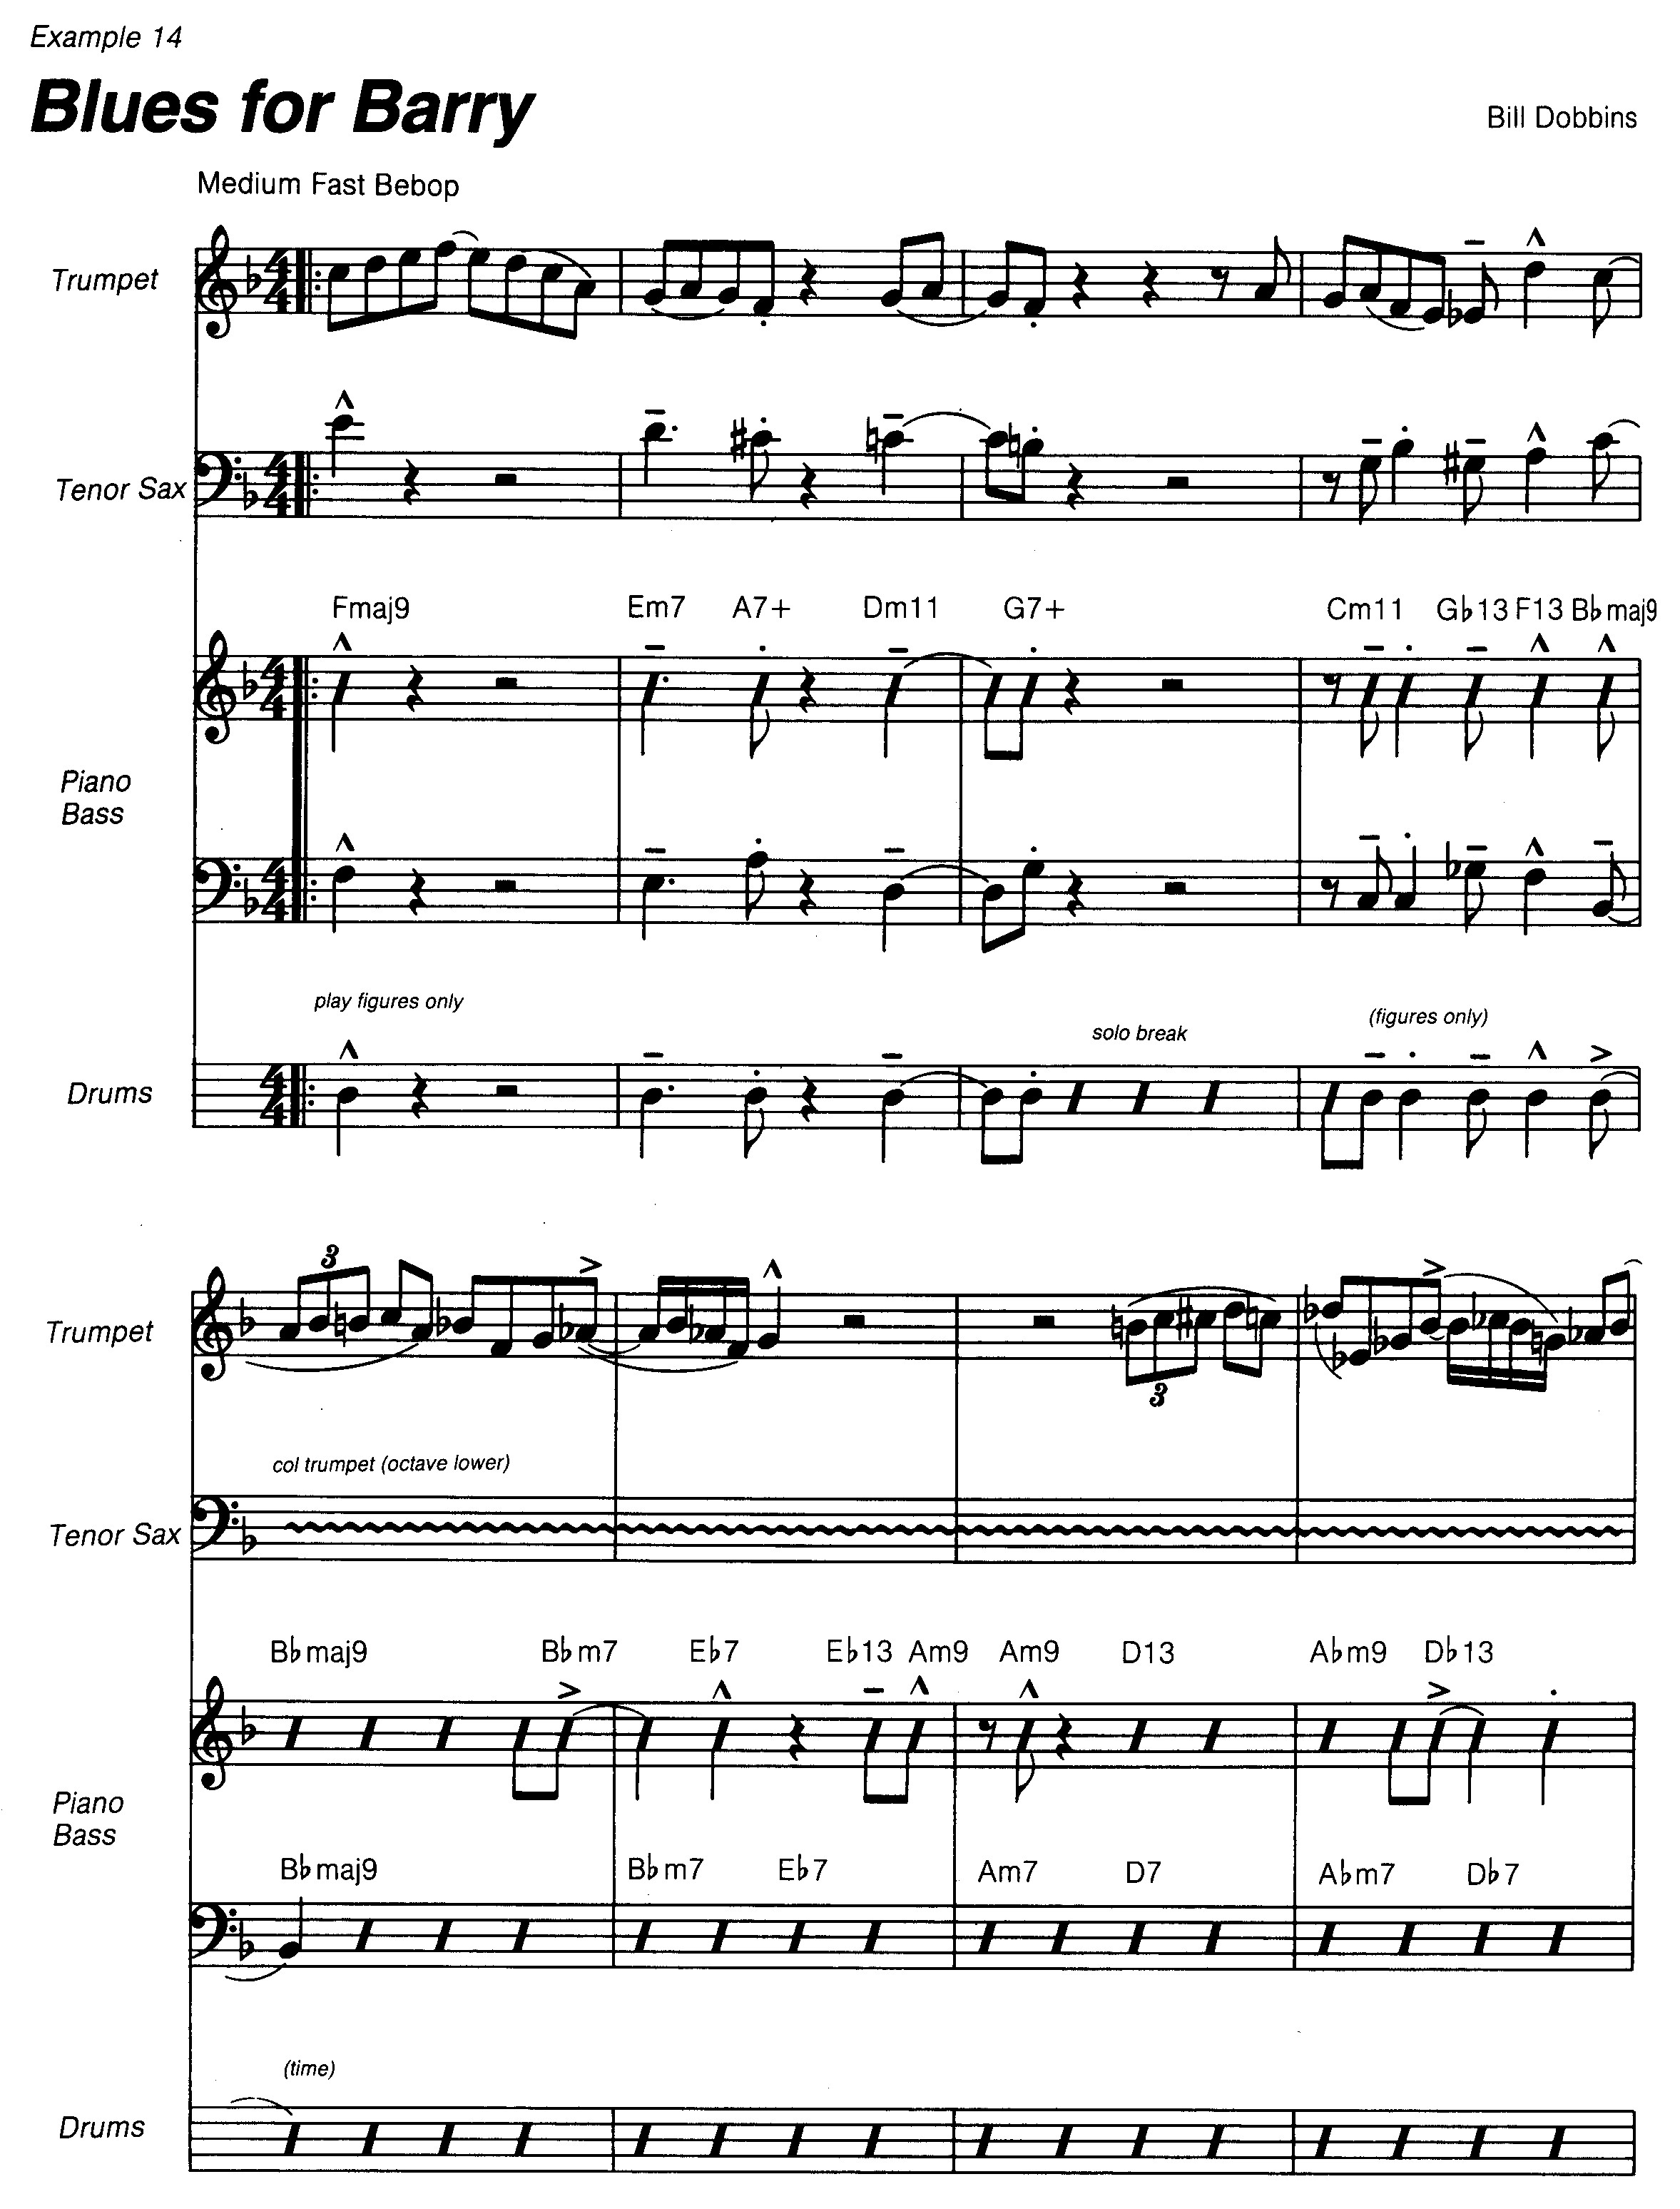 Example 14
Blues for Barry
Bill Dobbins
Medium Fast Bebop
Trumpet
Tenor Sax
Fmaj9 Em7 A7+ Dm11 G7+ Cm11 G♭13 F13 B♭maj9
Piano
Bass
play figures only
solo break
(figures only)
Drums
3
Trumpet
3
col trumpet (octave lower)
Tenor Sax
B♭maj9 B♭m7 E♭7 E♭13 Am9 Am9 D13 A♭m9 D♭13
Piano
Bass
B♭maj9 B♭m7 E♭7 Am7 D7 A♭m7 D♭7
(time)
Drums